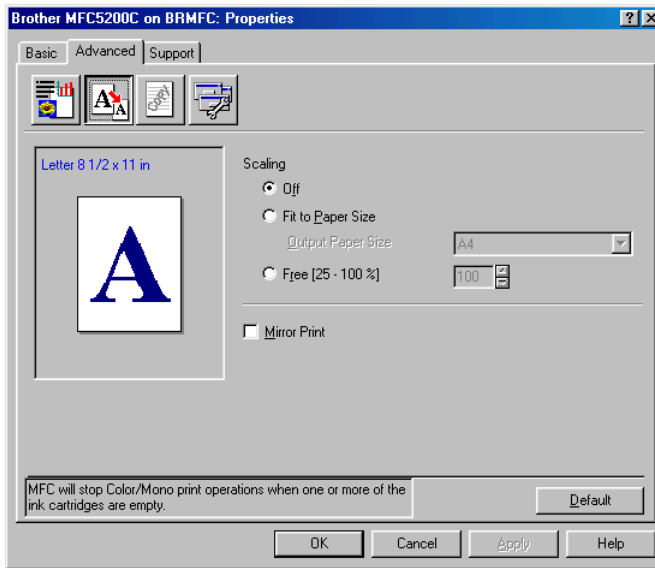 Brother MFC5200C on BRMFC: Properties
Basic
Advanced
Support
A
A
COPY
Letter 8 1/2 x 11 in
A
Scaling
Off
Fit to Paper Size
Output Paper Size
A4
Free [25 - 100 %]
100
Mirror Print
MFC will stop Color/Mono print operations when one or more of the
ink cartridges are empty.
Default
OK
Cancel
Apply
Help